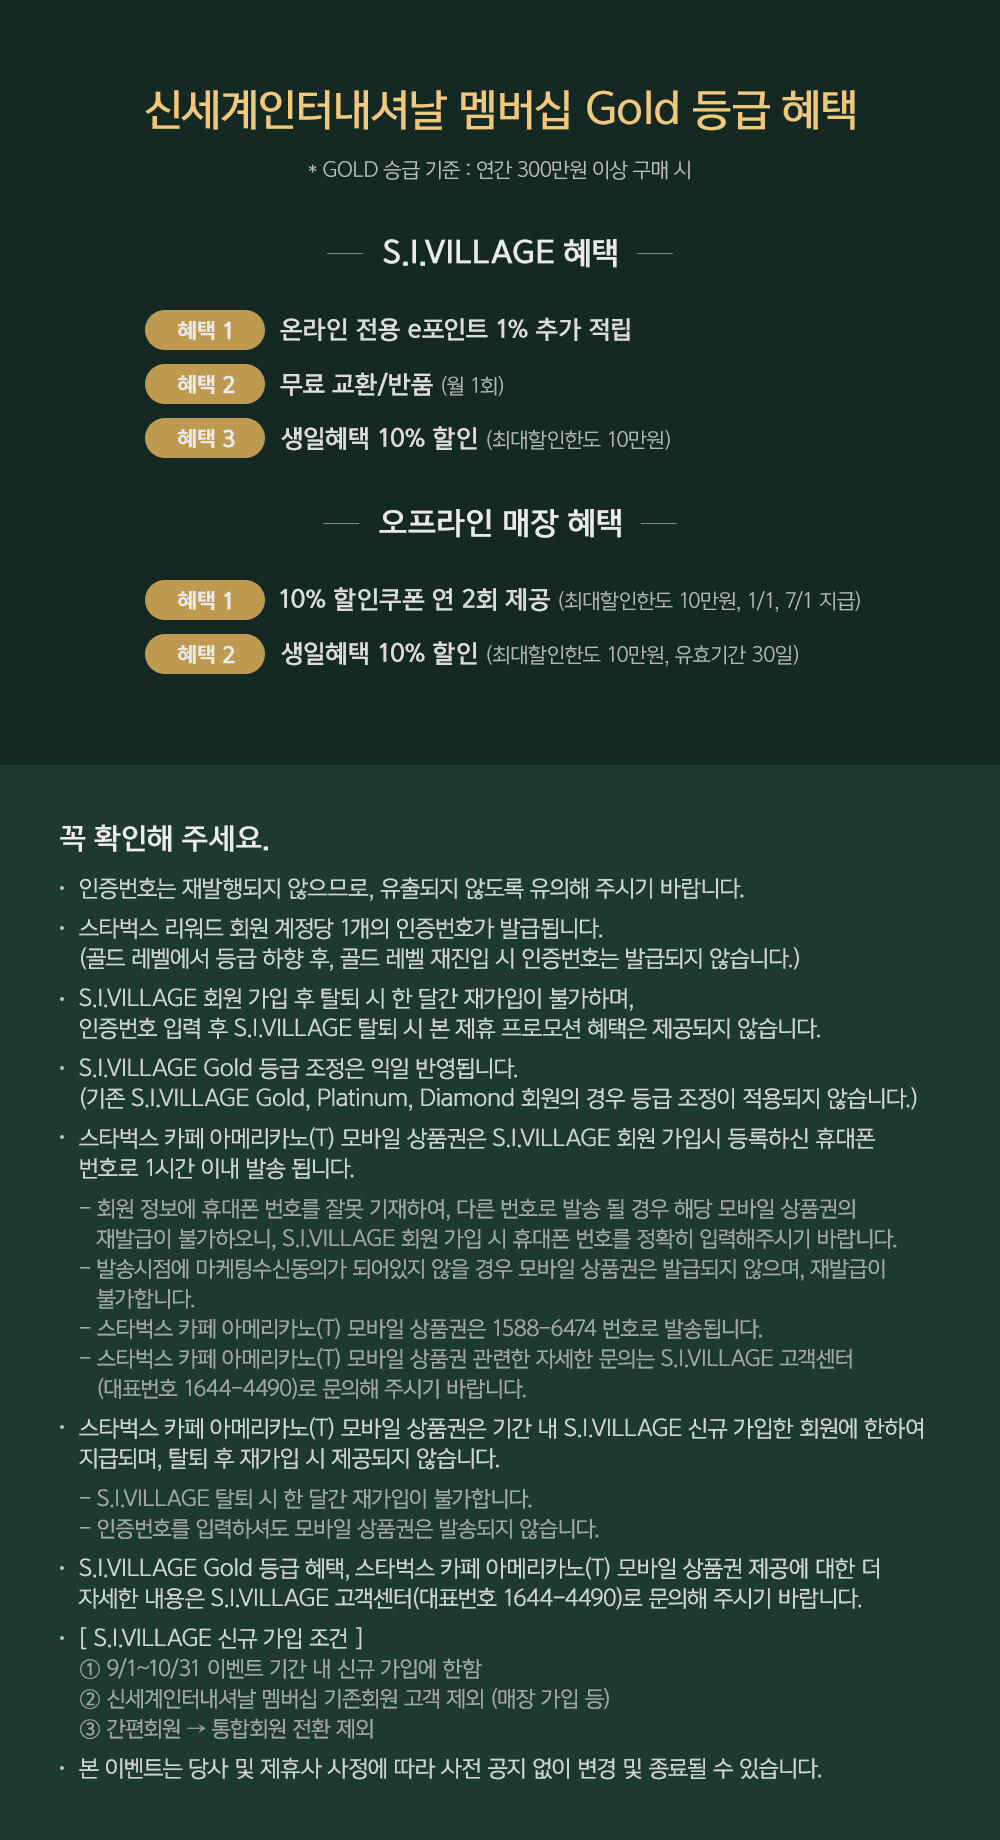 신세계인터내셔날 멤버십 Gold 등급 혜택
* GOLD 승급 기준 : 연간 300만원 이상 구매 시
S.I.VILLAGE 혜택
혜택 1 온라인 전용 e포인트 1% 추가 적립
혜택 2 무료 교환/반품 (월 1회)
혜택 3 생일혜택 10% 할인 (최대할인한도 10만원)
오프라인 매장 혜택
혜택 1 10% 할인쿠폰 연 2회 제공 (최대할인한도 10만원, 1/1, 7/1 지급)
혜택 2 생일혜택 10% 할인 (최대할인한도 10만원, 유효기간 30일)
꼭 확인해 주세요.
· 인증번호는 재발행되지 않으므로, 유출되지 않도록 유의해 주시기 바랍니다.
· 스타벅스 리워드 회원 계정당 1개의 인증번호가 발급됩니다.
(골드 레벨에서 등급 하향 후, 골드 레벨 재진입 시 인증번호는 발급되지 않습니다.)
· S.I.VILLAGE 회원 가입 후 탈퇴 시 한 달간 재가입이 불가하며,
인증번호 입력 후 S.I.VILLAGE 탈퇴 시 본 제휴 프로모션 혜택은 제공되지 않습니다.
· S.I.VILLAGE Gold 등급 조정은 익일 반영됩니다.
(기존 S.I.VILLAGE Gold, Platinum, Diamond 회원의 경우 등급 조정이 적용되지 않습니다.)
· 스타벅스 카페 아메리카노(T) 모바일 상품권은 S.I.VILLAGE 회원 가입시 등록하신 휴대폰
번호로 1시간 이내 발송 됩니다.
- 회원 정보에 휴대폰 번호를 잘못 기재하여, 다른 번호로 발송 될 경우 해당 모바일 상품권의
재발급이 불가하오니, S.I.VILLAGE 회원 가입 시 휴대폰 번호를 정확히 입력해주시기 바랍니다.
- 발송시점에 마케팅수신동의가 되어있지 않을 경우 모바일 상품권은 발급되지 않으며, 재발급이
불가합니다.
- 스타벅스 카페 아메리카노(T) 모바일 상품권은 1588-6474 번호로 발송됩니다.
- 스타벅스 카페 아메리카노(T) 모바일 상품권 관련한 자세한 문의는 S.I.VILLAGE 고객센터
(대표번호 1644-4490)로 문의해 주시기 바랍니다.
· 스타벅스 카페 아메리카노(T) 모바일 상품권은 기간 내 S.I.VILLAGE 신규 가입한 회원에 한하여
지급되며, 탈퇴 후 재가입 시 제공되지 않습니다.
- S.I.VILLAGE 탈퇴 시 한 달간 재가입이 불가합니다.
- 인증번호를 입력하셔도 모바일 상품권은 발송되지 않습니다.
· S.I.VILLAGE Gold 등급 혜택, 스타벅스 카페 아메리카노(T) 모바일 상품권 제공에 대한 더
자세한 내용은 S.I.VILLAGE 고객센터(대표번호 1644-4490)로 문의해 주시기 바랍니다.
· [ S.I.VILLAGE 신규 가입 조건 ]
① 9/1~10/31 이벤트 기간 내 신규 가입에 한함
② 신세계인터내셔날 멤버십 기존회원 고객 제외 (매장 가입 등)
③ 간편회원 → 통합회원 전환 제외
· 본 이벤트는 당사 및 제휴사 사정에 따라 사전 공지 없이 변경 및 종료될 수 있습니다.